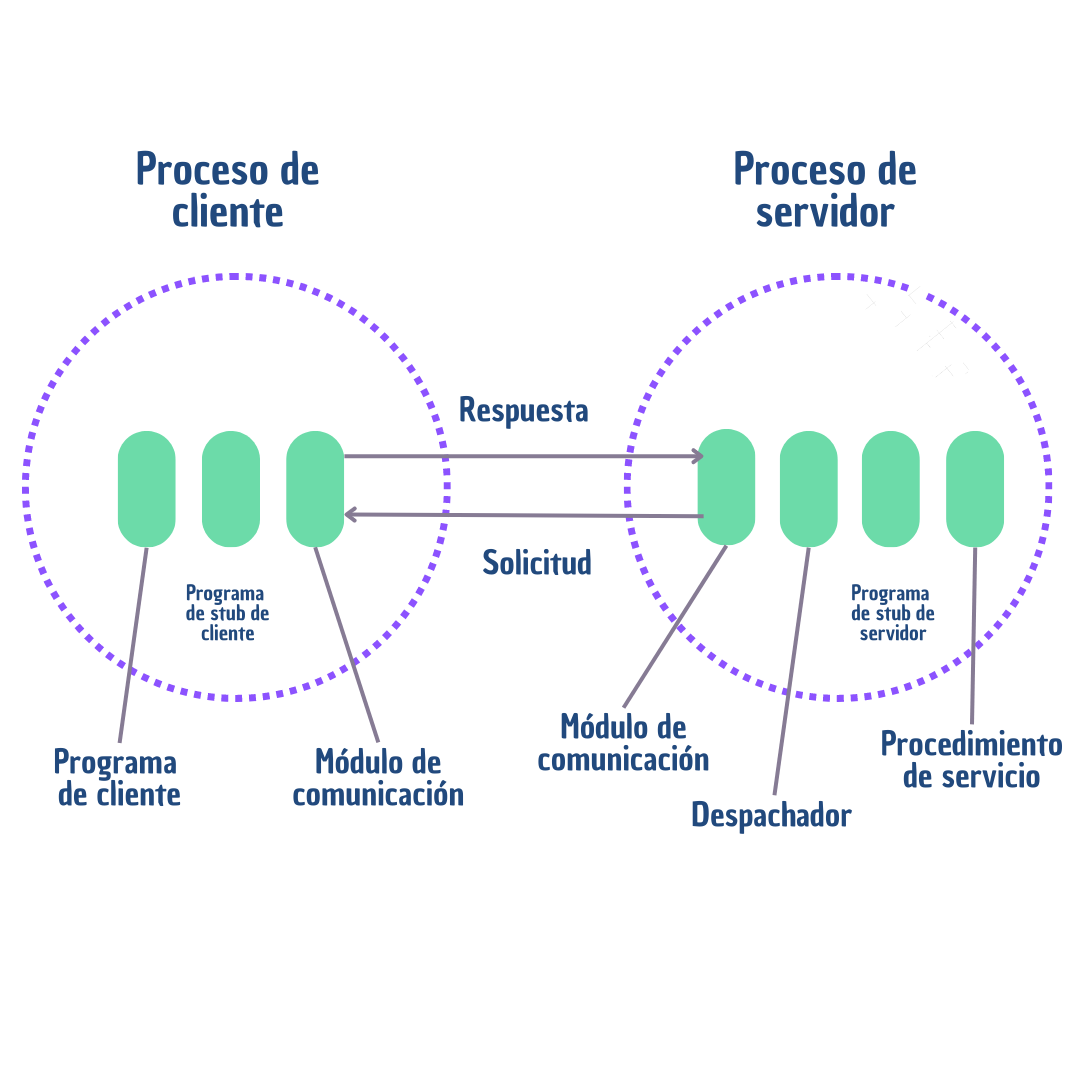 Proceso de
cliente
Proceso de
servidor
Respuesta
Solicitud
Programa
de stub de
cliente
Programa
de stub de
servidor
Programa
de cliente
Módulo de
comunicación
Módulo de
comunicación
Despachador
Procedimiento
de servicio